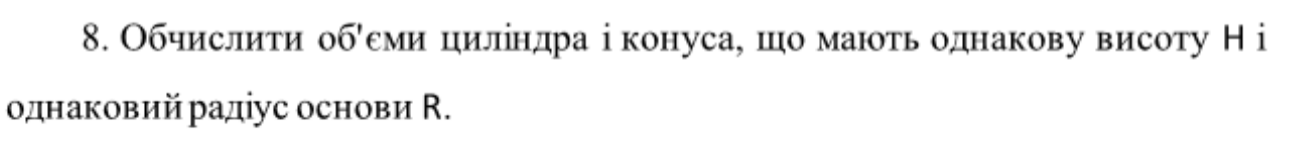 8. Обчислити об'єми циліндра і конуса, що мають однакову висоту H і
однаковий радіус основи R.